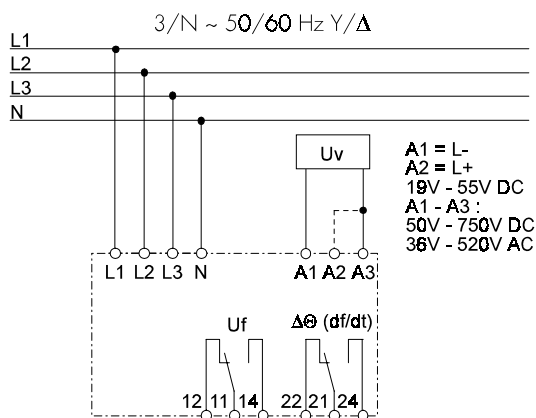 3/N ~ 50/60 Hz Y/Δ
L1
L2
L3
N
Uv
A1 = L-
A2 = L+
19V - 55V DC
A1 - A3 :
50V - 750V DC
36V - 520V AC
L1 L2 L3 N A1 A2 A3
Uf ΔΘ (df/dt)
12 11 14 22 21 24